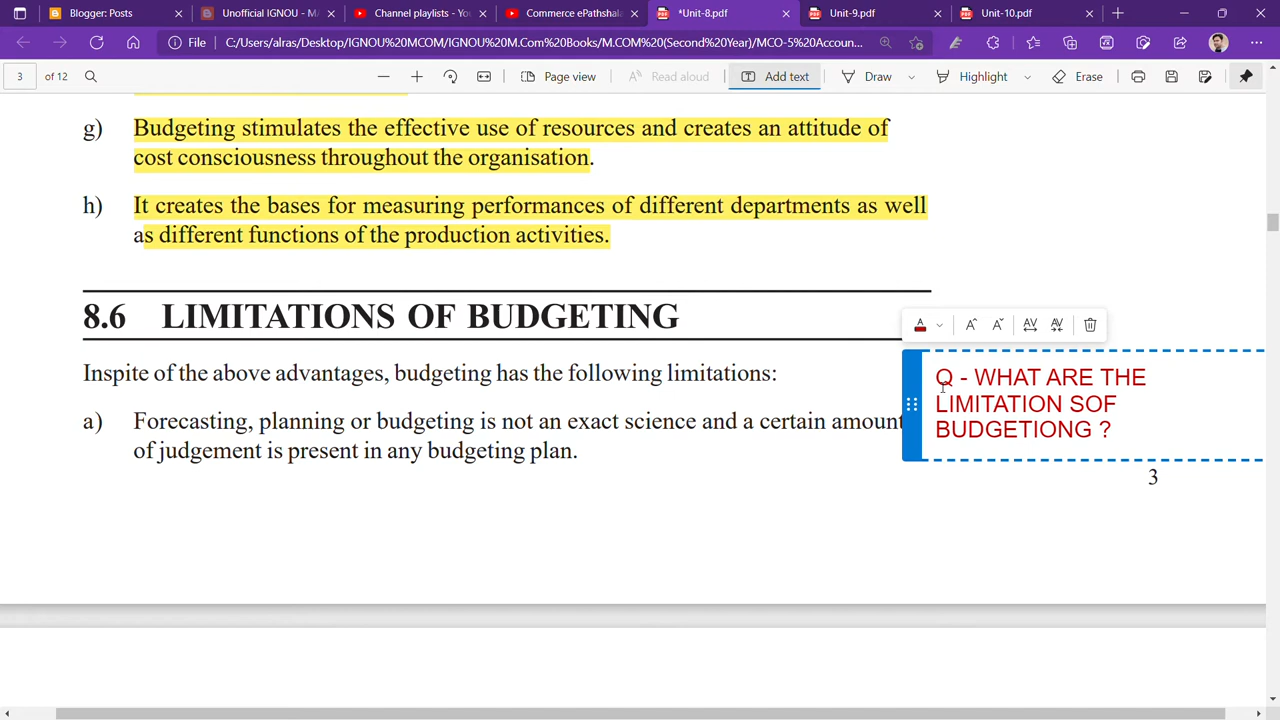 Blogger: Posts
Unofficial IGNOU - M
Channel playlists - Yo
Commerce ePathshal
*Unit-8.pdf
Unit-9.pdf
Unit-10.pdf
File
C:/Users/alras/Desktop/IGNOU%20MCOM/IGNOU%20M.Com%20Books/M.COM%20(Second%20Year)/MCO-5%20Accoun...
3 of 12
Page view
Read aloud
Add text
Draw
Highlight
Erase
g) Budgeting stimulates the effective use of resources and creates an attitude of
cost consciousness throughout the organisation.
h) It creates the bases for measuring performances of different departments as well
as different functions of the production activities.
8.6 LIMITATIONS OF BUDGETING
Inspite of the above advantages, budgeting has the following limitations:
a) Forecasting, planning or budgeting is not an exact science and a certain amount
of judgement is present in any budgeting plan.
Q - WHAT ARE THE
LIMITATION SOF
BUDGETIONG ?
3